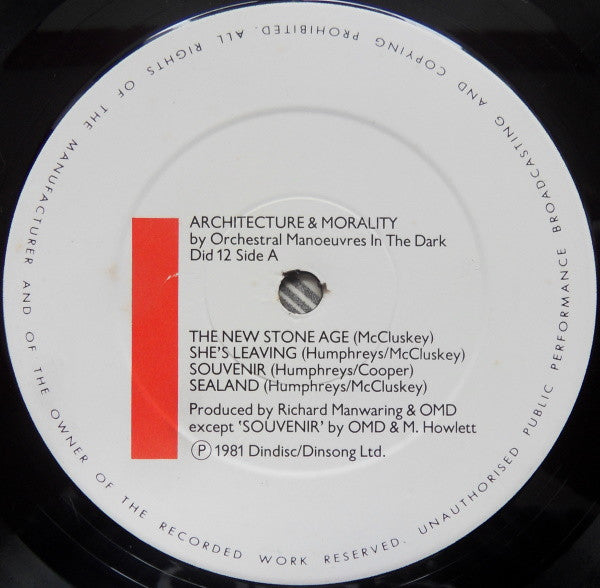 ARCHITECTURE & MORALITY
by Orchestral Manoeuvres In The Dark
Did 12 Side A
THE NEW STONE AGE (McCluskey)
SHE'S LEAVING (Humphreys/McCluskey)
SOUVENIR (Humphreys/Cooper)
SEALAND (Humphreys/McCluskey)
Produced by Richard Manwaring & OMD
except 'SOUVENIR' by OMD & M. Howlett
Ⓟ 1981 Dindisc/Dinsong Ltd.
ALL RIGHTS OF THE MANUFACTURER AND OF THE OWNER OF THE RECORDED WORK RESERVED. UNAUTHORISED PUBLIC PERFORMANCE BROADCASTING AND COPYING PROHIBITED.